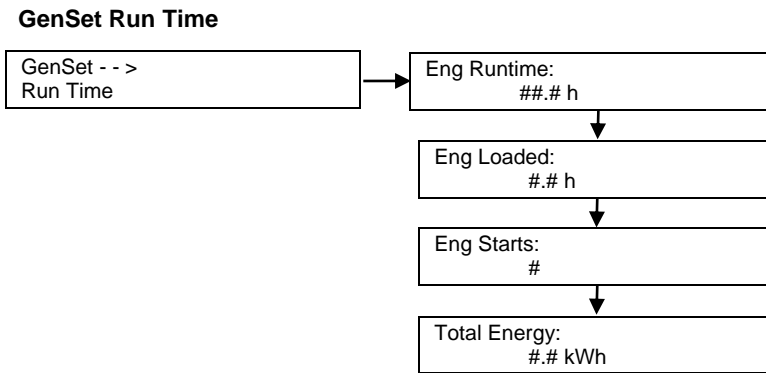 GenSet Run Time
GenSet - - >
Run Time
Eng Runtime:
##.# h
Eng Loaded:
#.# h
Eng Starts:
#
Total Energy:
#.# kWh